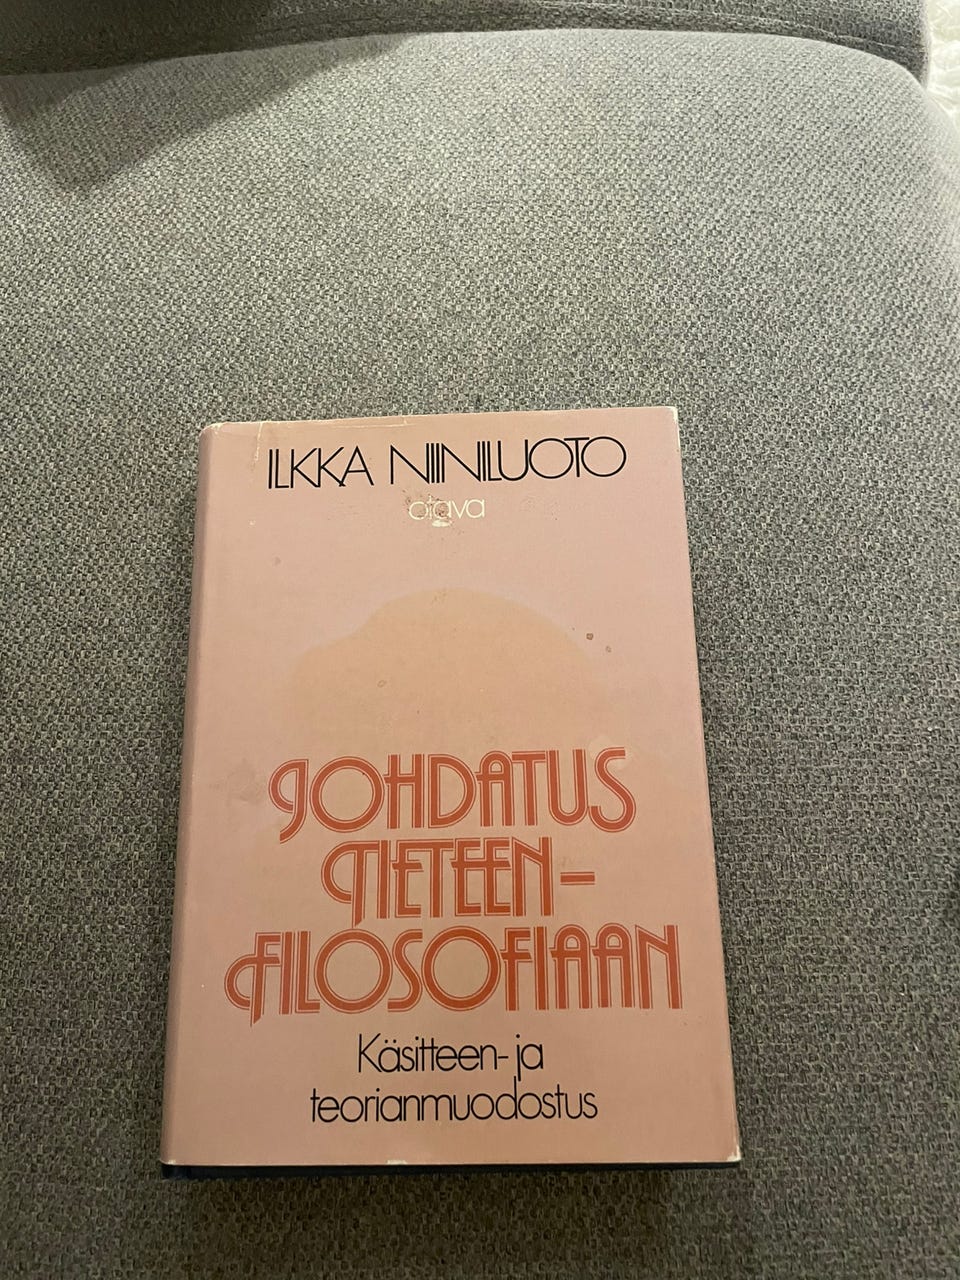 ILKKA NIINILUOTO
otava
JOHDATUS
TIETEEN-
FILOSOFIAAN
Käsitteen- ja
teorianmuodostus